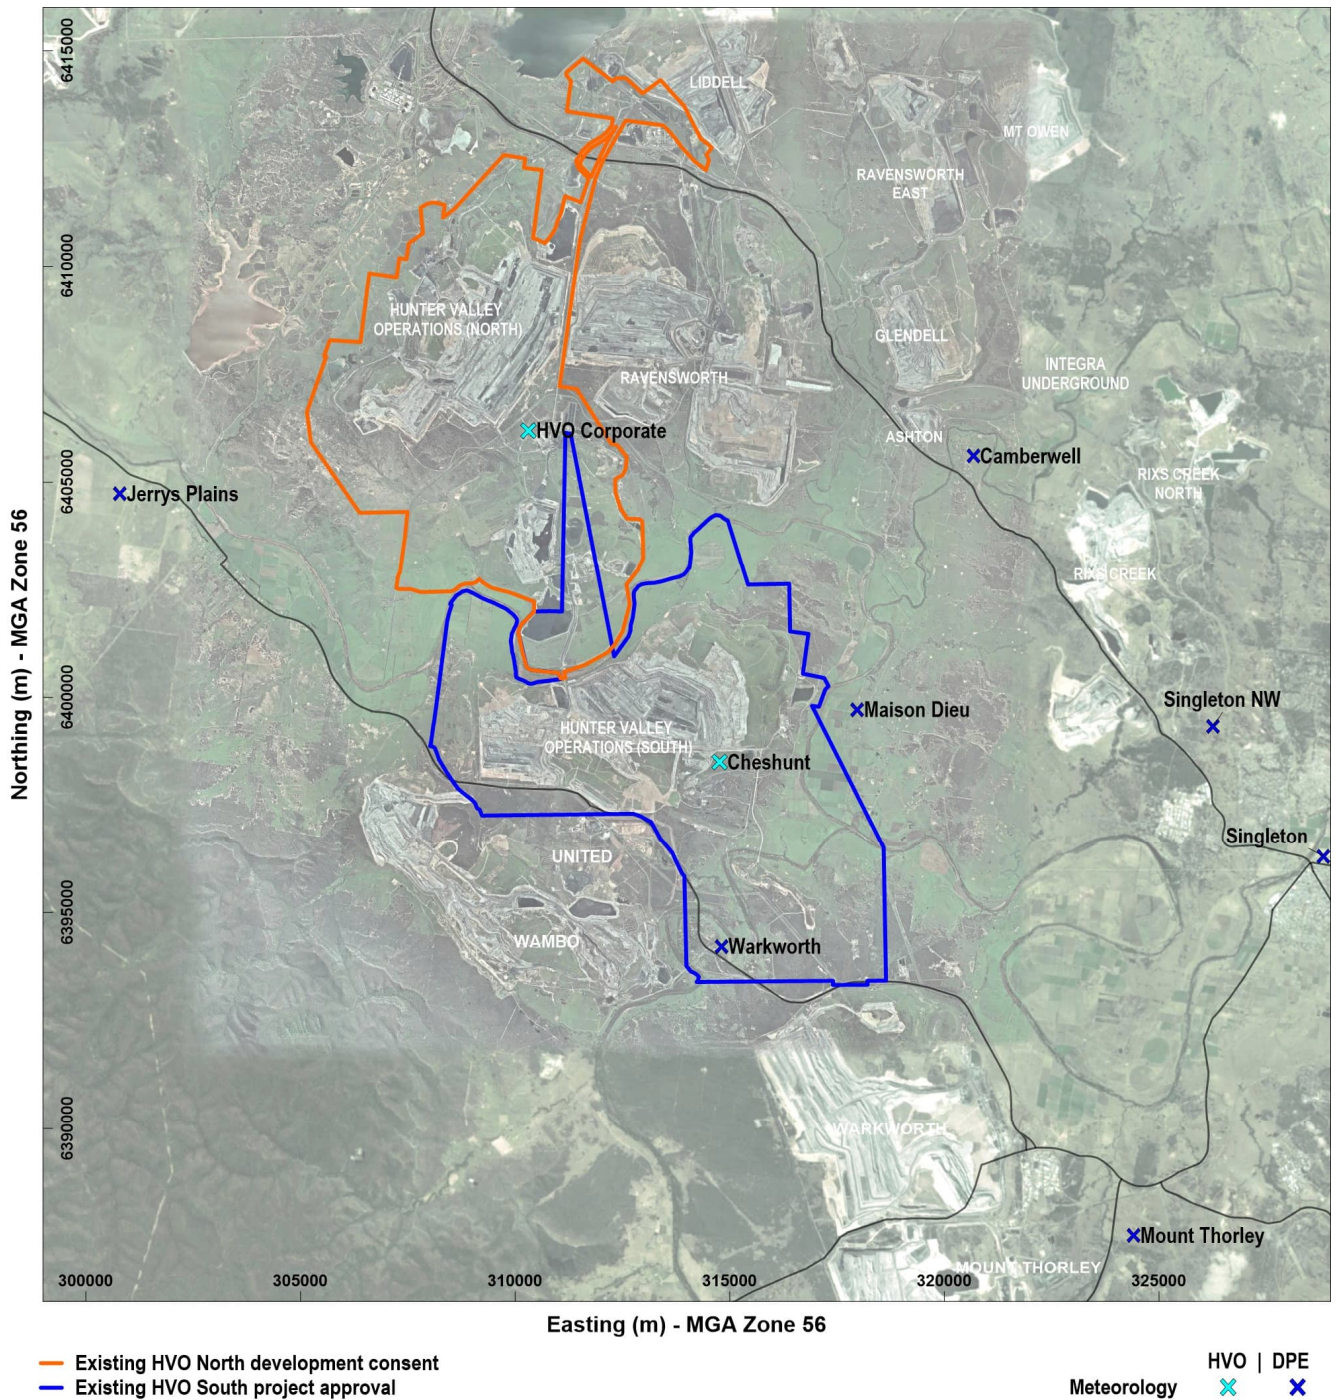 6415000
LIDDELL
MT OWEN
RAVENSWORTH
EAST
6410000
HUNTER VALLEY
OPERATIONS (NORTH)
GLENDELL
INTEGRA
UNDERGROUND
RAVENSWORTH
HVO Corporate
ASHTON
Camberwell
RIXS CREEK
NORTH
6405000
Jerrys Plains
RIXS CREEK
Northing (m) - MGA Zone 56
6400000
Maison Dieu
Singleton NW
HUNTER VALLEY
OPERATIONS (SOUTH)
Cheshunt
UNITED
Singleton
6395000
WAMBO
Warkworth
6390000
WARKWORTH
Mount Thorley
MOUNT THORLEY
300000 305000 310000 315000 320000 325000
Easting (m) - MGA Zone 56
Existing HVO North development consent
Existing HVO South project approval
HVO | DPE
Meteorology